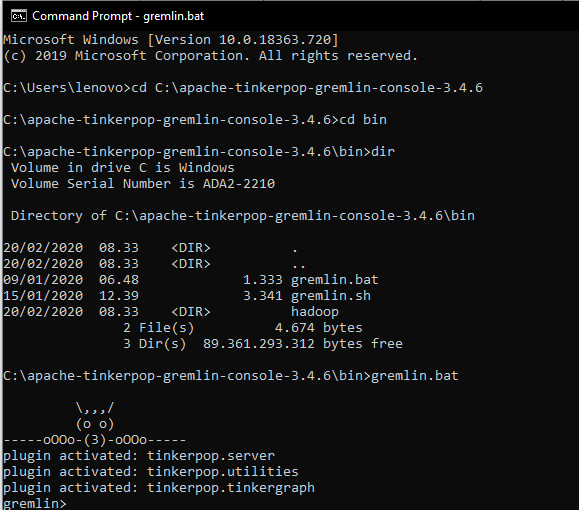 Command Prompt - gremlin.bat
Microsoft Windows [Version 10.0.18363.720]
(c) 2019 Microsoft Corporation. All rights reserved.
C:\Users\lenovo>cd C:\apache-tinkerpop-gremlin-console-3.4.6
C:\apache-tinkerpop-gremlin-console-3.4.6>cd bin
C:\apache-tinkerpop-gremlin-console-3.4.6\bin>dir
 Volume in drive C is Windows
 Volume Serial Number is ADA2-2210
 Directory of C:\apache-tinkerpop-gremlin-console-3.4.6\bin
20/02/2020  08.33    <DIR>          .
20/02/2020  08.33    <DIR>          ..
09/01/2020  06.48             1.333 gremlin.bat
15/01/2020  12.39             3.341 gremlin.sh
20/02/2020  08.33    <DIR>          hadoop
               2 File(s)          4.674 bytes
               3 Dir(s)  89.361.293.312 bytes free
C:\apache-tinkerpop-gremlin-console-3.4.6\bin>gremlin.bat
         \,,,/
         (o o)
-----oOOo-(3)-oOOo-----
plugin activated: tinkerpop.server
plugin activated: tinkerpop.utilities
plugin activated: tinkerpop.tinkergraph
gremlin>